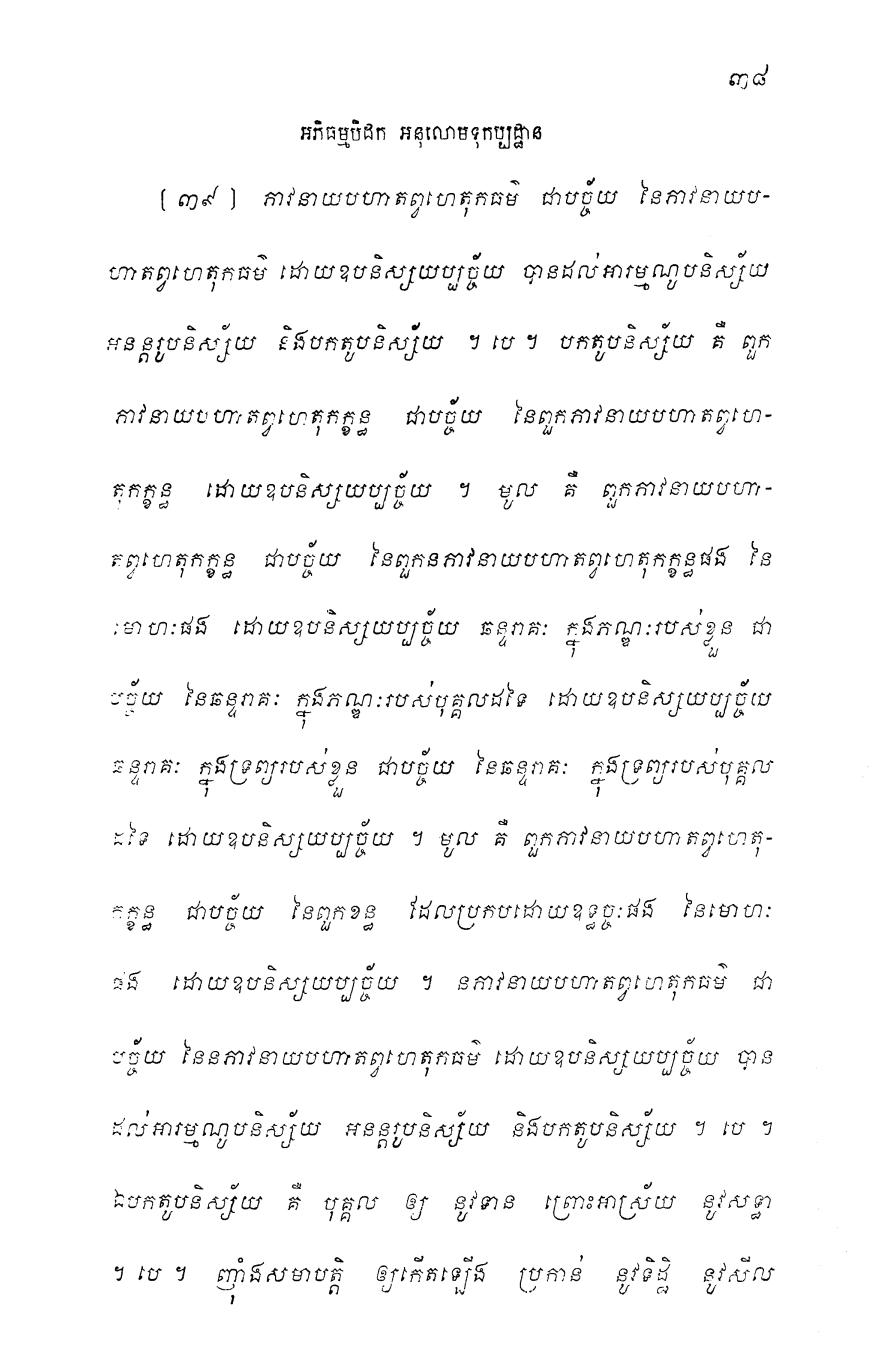 ៣៨
អភិធម្មបិដក អនុលោមទុកប្បដ្ឋាន
[ ៣៩ ] ភាវនាយបហាតព្វហេតុកធម៌ ជាបច្ច័យ នៃភាវនាយប-
ហាតព្វហេតុកធម៌ ដោយឧបនិស្សយប្បច្ច័យ បានដល់អារម្មណូបនិស្ស័យ
អនន្តរូបនិស្ស័យ និងបកតូបនិស្ស័យ ។ បេ ។ បកតូបនិស្ស័យ គឺ ពួក
ភាវនាយបហាតព្វហេតុកក្ខន្ធ ជាបច្ច័យ នៃពួកភាវនាយបហាតព្វហេ-
តុកក្ខន្ធ ដោយឧបនិស្សយប្បច្ច័យ ។ មូល គឺ ពួកភាវនាយបហា-
តព្វហេតុកក្ខន្ធ ជាបច្ច័យ នៃពួកនភាវនាយបហាតព្វហេតុកក្ខន្ធផង នៃ
មោហៈផង ដោយឧបនិស្សយប្បច្ច័យ ឆន្ទរាគៈ ក្នុងភណ្ឌៈរបស់ខ្លួន ជា
បច្ច័យ នៃឆន្ទរាគៈ ក្នុងភណ្ឌៈរបស់បុគ្គលដទៃ ដោយឧបនិស្សយប្បច្ច័យ
ឆន្ទរាគៈ ក្នុងទ្រព្យរបស់ខ្លួន ជាបច្ច័យ នៃឆន្ទរាគៈ ក្នុងទ្រព្យរបស់បុគ្គល
ដទៃ ដោយឧបនិស្សយប្បច្ច័យ ។ មូល គឺ ពួកភាវនាយបហាតព្វហេតុ-
កក្ខន្ធ ជាបច្ច័យ នៃពួកខន្ធ ដែលប្រកបដោយឧទ្ធច្ចៈផង នៃមោហៈ
ផង ដោយឧបនិស្សយប្បច្ច័យ ។ នភាវនាយបហាតព្វហេតុកធម៌ ជា
បច្ច័យ នៃនភាវនាយបហាតព្វហេតុកធម៌ ដោយឧបនិស្សយប្បច្ច័យ បាន
ដល់អារម្មណូបនិស្ស័យ អនន្តរូបនិស្ស័យ និងបកតូបនិស្ស័យ ។ បេ ។
ឯបកតូបនិស្ស័យ គឺ បុគ្គល ឲ្យ នូវទាន ព្រោះអាស្រ័យ នូវសទ្ធា
។ បេ ។ ញ៉ាំងសមាបត្តិ ឲ្យកើតឡើង ប្រកាន់ នូវទិដ្ឋិ នូវសីល